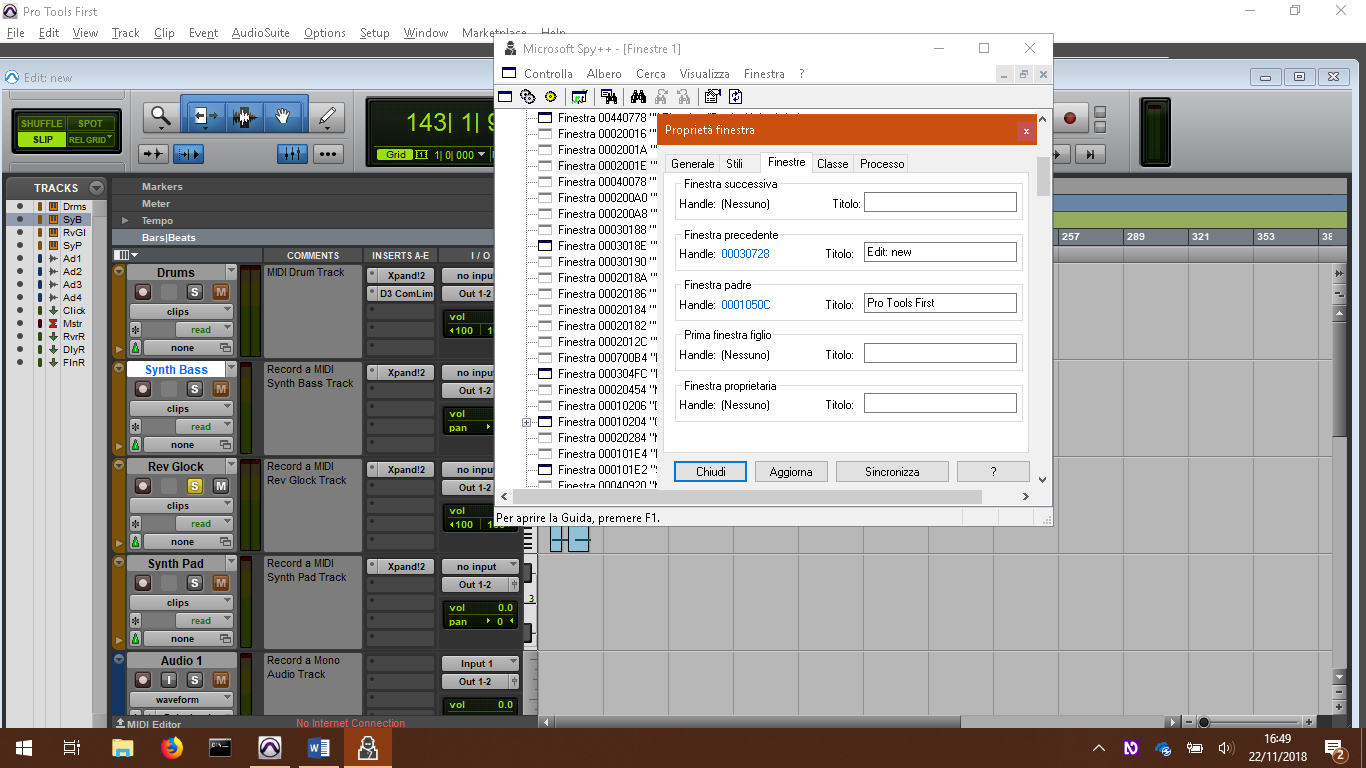 Pro Tools First
File Edit View Track Clip Event AudioSuite Options Setup Window Marketplace Help
Edit: new
SHUFFLE SPOT
SLIP REL GRID
143| 1| 9
Grid 1| 0| 000
TRACKS
Drms
SyB
RvGl
SyP
Ad1
Ad2
Ad3
Ad4
Click
Mstr
RvrR
DlyR
FlnR
Markers
Meter
Tempo
Bars|Beats
257 289 321 353 38
COMMENTS INSERTS A-E I / O
Drums
S M
clips
read
none
MIDI Drum Track
Xpand!2
D3 ComLim
no input
Out 1-2
vol
100
Synth Bass
S M
clips
read
none
Record a MIDI
Synth Bass Track
Xpand!2
no inpu
Out 1-2
vol
pan
Rev Glock
S M
clips
read
none
Record a MIDI
Rev Glock Track
Xpand!2
no inpu
Out 1-2
vol
100
Synth Pad
S M
clips
read
none
Record a MIDI
Synth Pad Track
Xpand!2
no input
Out 1-2
vol 0.0
pan 0
3
Audio 1
I S M
waveform
Record a Mono
Audio Track
Input 1
Out 1-2
vol 0.0
MIDI Editor
No Internet Connection
Microsoft Spy++ - [Finestre 1]
Controlla Albero Cerca Visualizza Finestra ?
Finestra 00440778 "
Finestra 00020016 ""
Finestra 0002001A ""
Finestra 0002001E ""
Finestra 00040078 "
Finestra 000200A0 ""
Finestra 000200A8 ""
Finestra 00030188 ""
Finestra 0003018E ""
Finestra 00030190 ""
Finestra 0002018A ""
Finestra 00020186 ""
Finestra 00020184 ""
Finestra 00020182 ""
Finestra 0002012C ""
Finestra 000700B4 "
Finestra 000304FC "
Finestra 00020454 "
Finestra 00010206 "
Finestra 00010204 "
Finestra 00020284 "
Finestra 000101E4 "
Finestra 000101E2 "
Finestra 00040920 "
Proprietà finestra
Generale Stili Finestre Classe Processo
Finestra successiva
Handle: (Nessuno) Titolo:
Finestra precedente
Handle: 00030728 Titolo: Edit: new
Finestra padre
Handle: 0001050C Titolo: Pro Tools First
Prima finestra figlio
Handle: (Nessuno) Titolo:
Finestra proprietaria
Handle: (Nessuno) Titolo:
Chiudi Aggiorna Sincronizza ?
Per aprire la Guida, premere F1.
16:49
22/11/2018
2